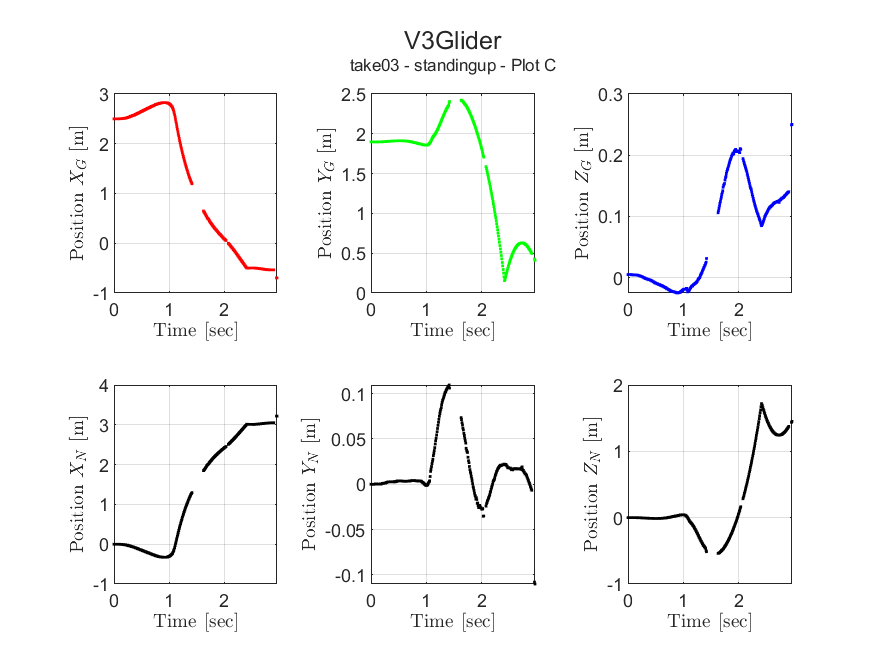 V3Glider
take03 - standingup - Plot C
Position X_G [m]
3
2
1
0
-1
0 1 2
Time [sec]
Position Y_G [m]
2.5
2
1.5
1
0.5
0
0 1 2
Time [sec]
Position Z_G [m]
0.3
0.2
0.1
0
0 1 2
Time [sec]
Position X_N [m]
4
3
2
1
0
-1
0 1 2
Time [sec]
Position Y_N [m]
0.1
0.05
0
-0.05
-0.1
0 1 2
Time [sec]
Position Z_N [m]
2
1
0
-1
0 1 2
Time [sec]